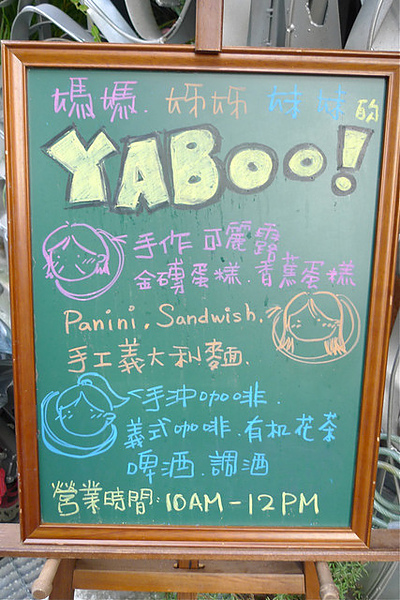 媽媽.姊姊 妹妹的
YABoo!
手作可麗露
金磚蛋糕.香蕉蛋糕
Panini, Sandwish.
手工義大利麵.
手沖咖啡.
義式咖啡.有机花茶
啤酒.調酒
營業時間:10AM-12PM